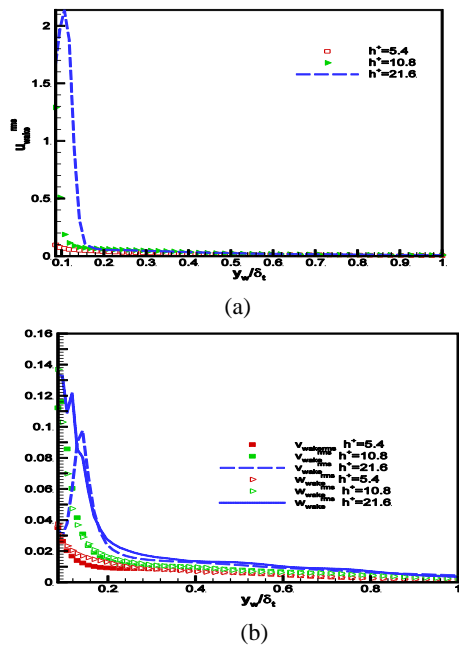 2
1.5
1
0.5
0
u_wake^rms
h⁺=5.4
h⁺=10.8
h⁺=21.6
0.1 0.2 0.3 0.4 0.5 0.6 0.7 0.8 0.9 1
y_w/δ_t
(a)
0.16
0.14
0.12
0.1
0.08
0.06
0.04
0.02
0
v_wake^rms h⁺=5.4
v_wake^rms h⁺=10.8
v_wake^rms h⁺=21.6
w_wake^rms h⁺=5.4
w_wake^rms h⁺=10.8
w_wake^rms h⁺=21.6
0.2 0.4 0.6 0.8 1
y_w/δ_t
(b)